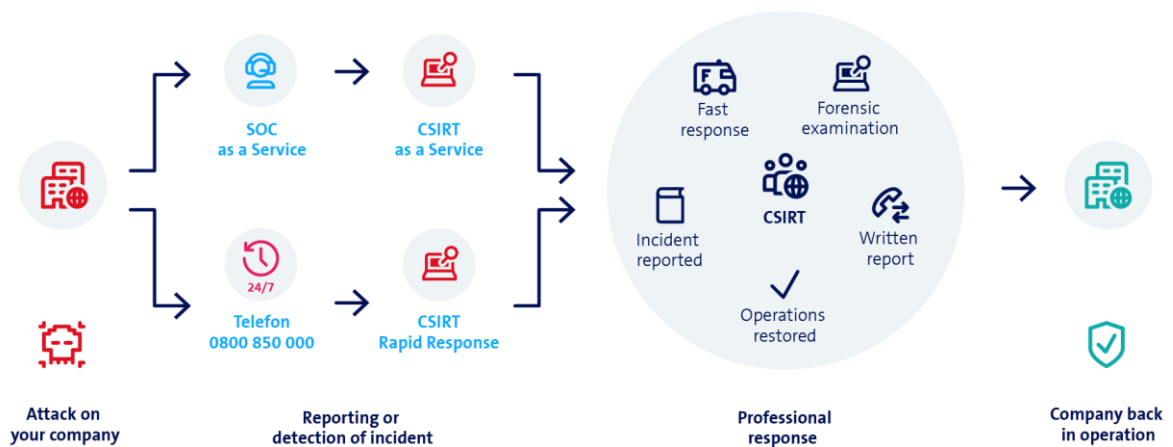 SOC
as a Service
CSIRT
as a Service
24/7
Telefon
0800 850 000
CSIRT
Rapid Response
F
Fast
response
Forensic
examination
CSIRT
Incident
reported
Written
report
Operations
restored
Attack on
your company
Reporting or
detection of incident
Professional
response
Company back
in operation